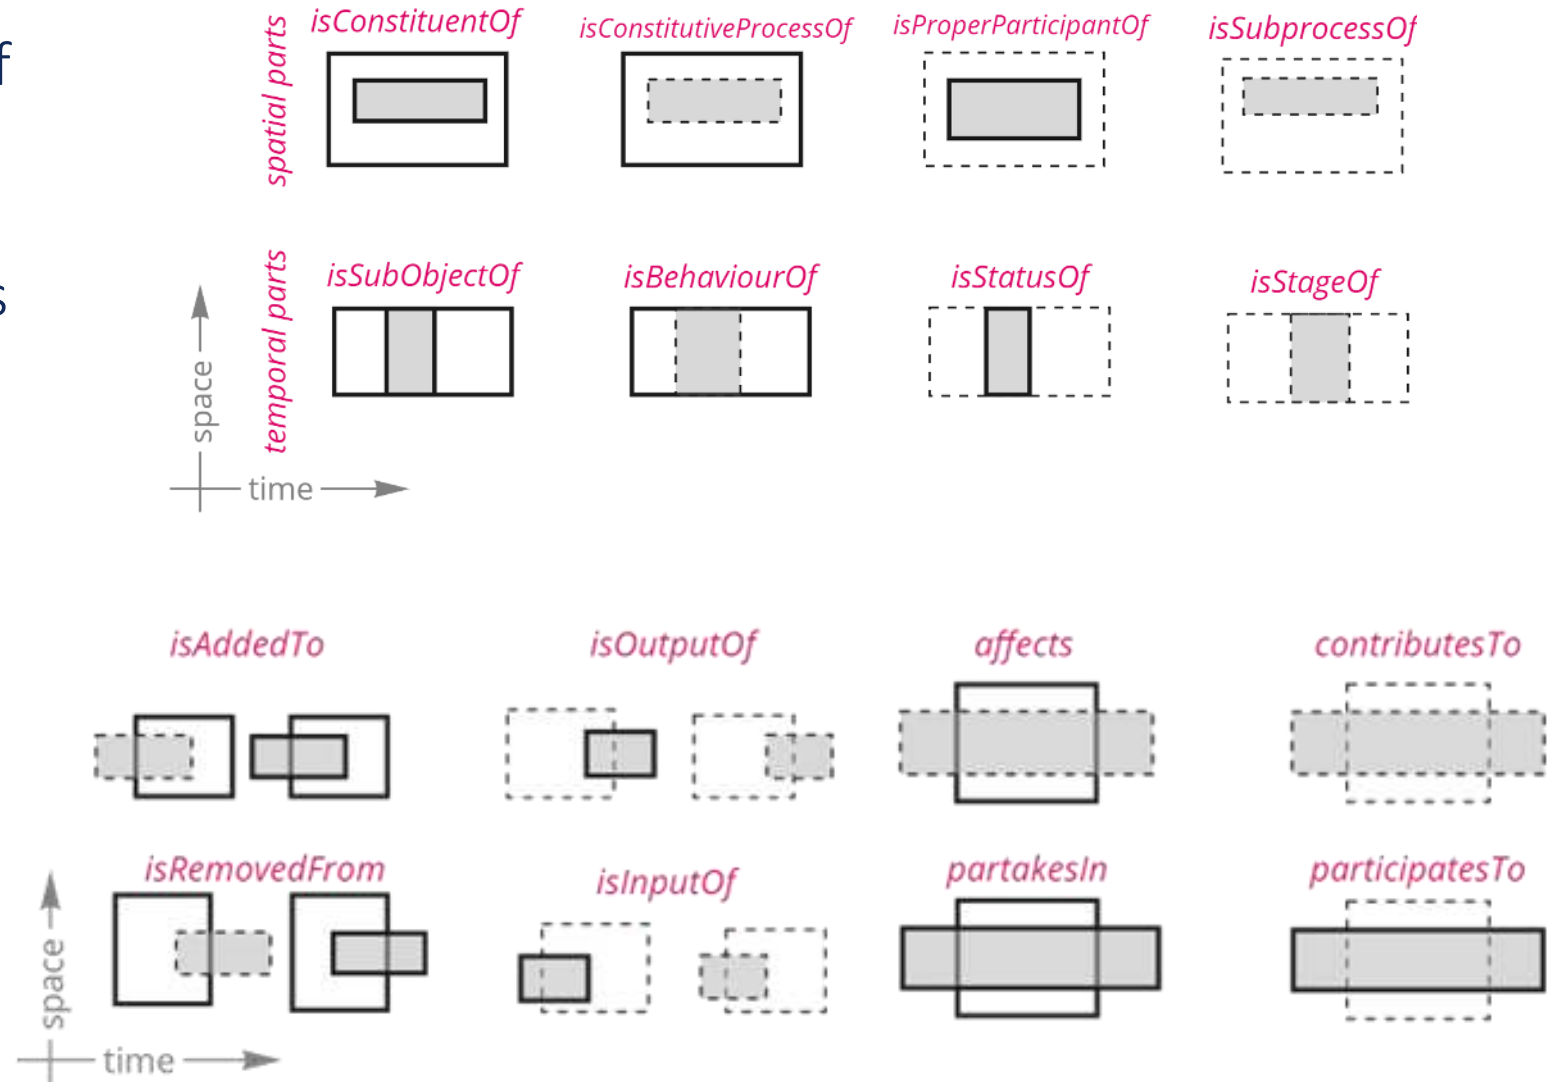 f
s
spatial parts
isConstituentOf
isConstitutiveProcessOf
isProperParticipantOf
isSubprocessOf
temporal parts
isSubObjectOf
isBehaviourOf
isStatusOf
isStageOf
space
time
isAddedTo
isOutputOf
affects
contributesTo
isRemovedFrom
isInputOf
partakesIn
participatesTo
space
time